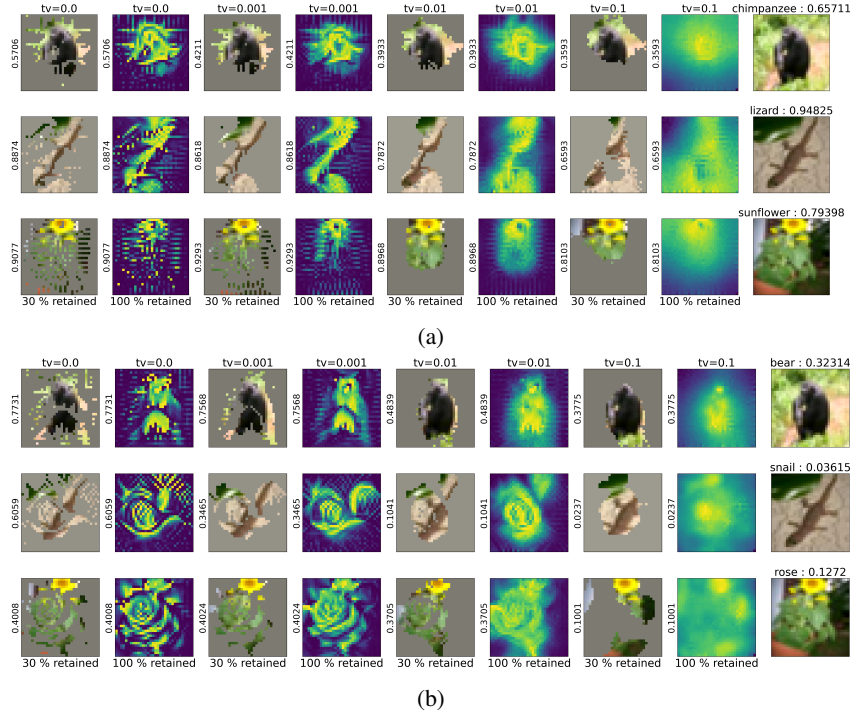 tv=0.0 tv=0.0 tv=0.001 tv=0.001 tv=0.01 tv=0.01 tv=0.1 tv=0.1 chimpanzee : 0.65711
0.5706 0.5706 0.4211 0.4211 0.3933 0.3933 0.3593 0.3593
lizard : 0.94825
0.8874 0.8874 0.8618 0.8618 0.7872 0.7872 0.6593 0.6593
sunflower : 0.79398
0.9077 0.9077 0.9293 0.9293 0.8968 0.8968 0.8103 0.8103
30 % retained 100 % retained 30 % retained 100 % retained 30 % retained 100 % retained 30 % retained 100 % retained
(a)
tv=0.0 tv=0.0 tv=0.001 tv=0.001 tv=0.01 tv=0.01 tv=0.1 tv=0.1 bear : 0.32314
0.7731 0.7731 0.7568 0.7568 0.4839 0.4839 0.3775 0.3775
snail : 0.03615
0.6059 0.6059 0.3465 0.3465 0.1041 0.1041 0.0237 0.0237
rose : 0.1272
0.4008 0.4008 0.4024 0.4024 0.3705 0.3705 0.1001 0.1001
30 % retained 100 % retained 30 % retained 100 % retained 30 % retained 100 % retained 30 % retained 100 % retained
(b)